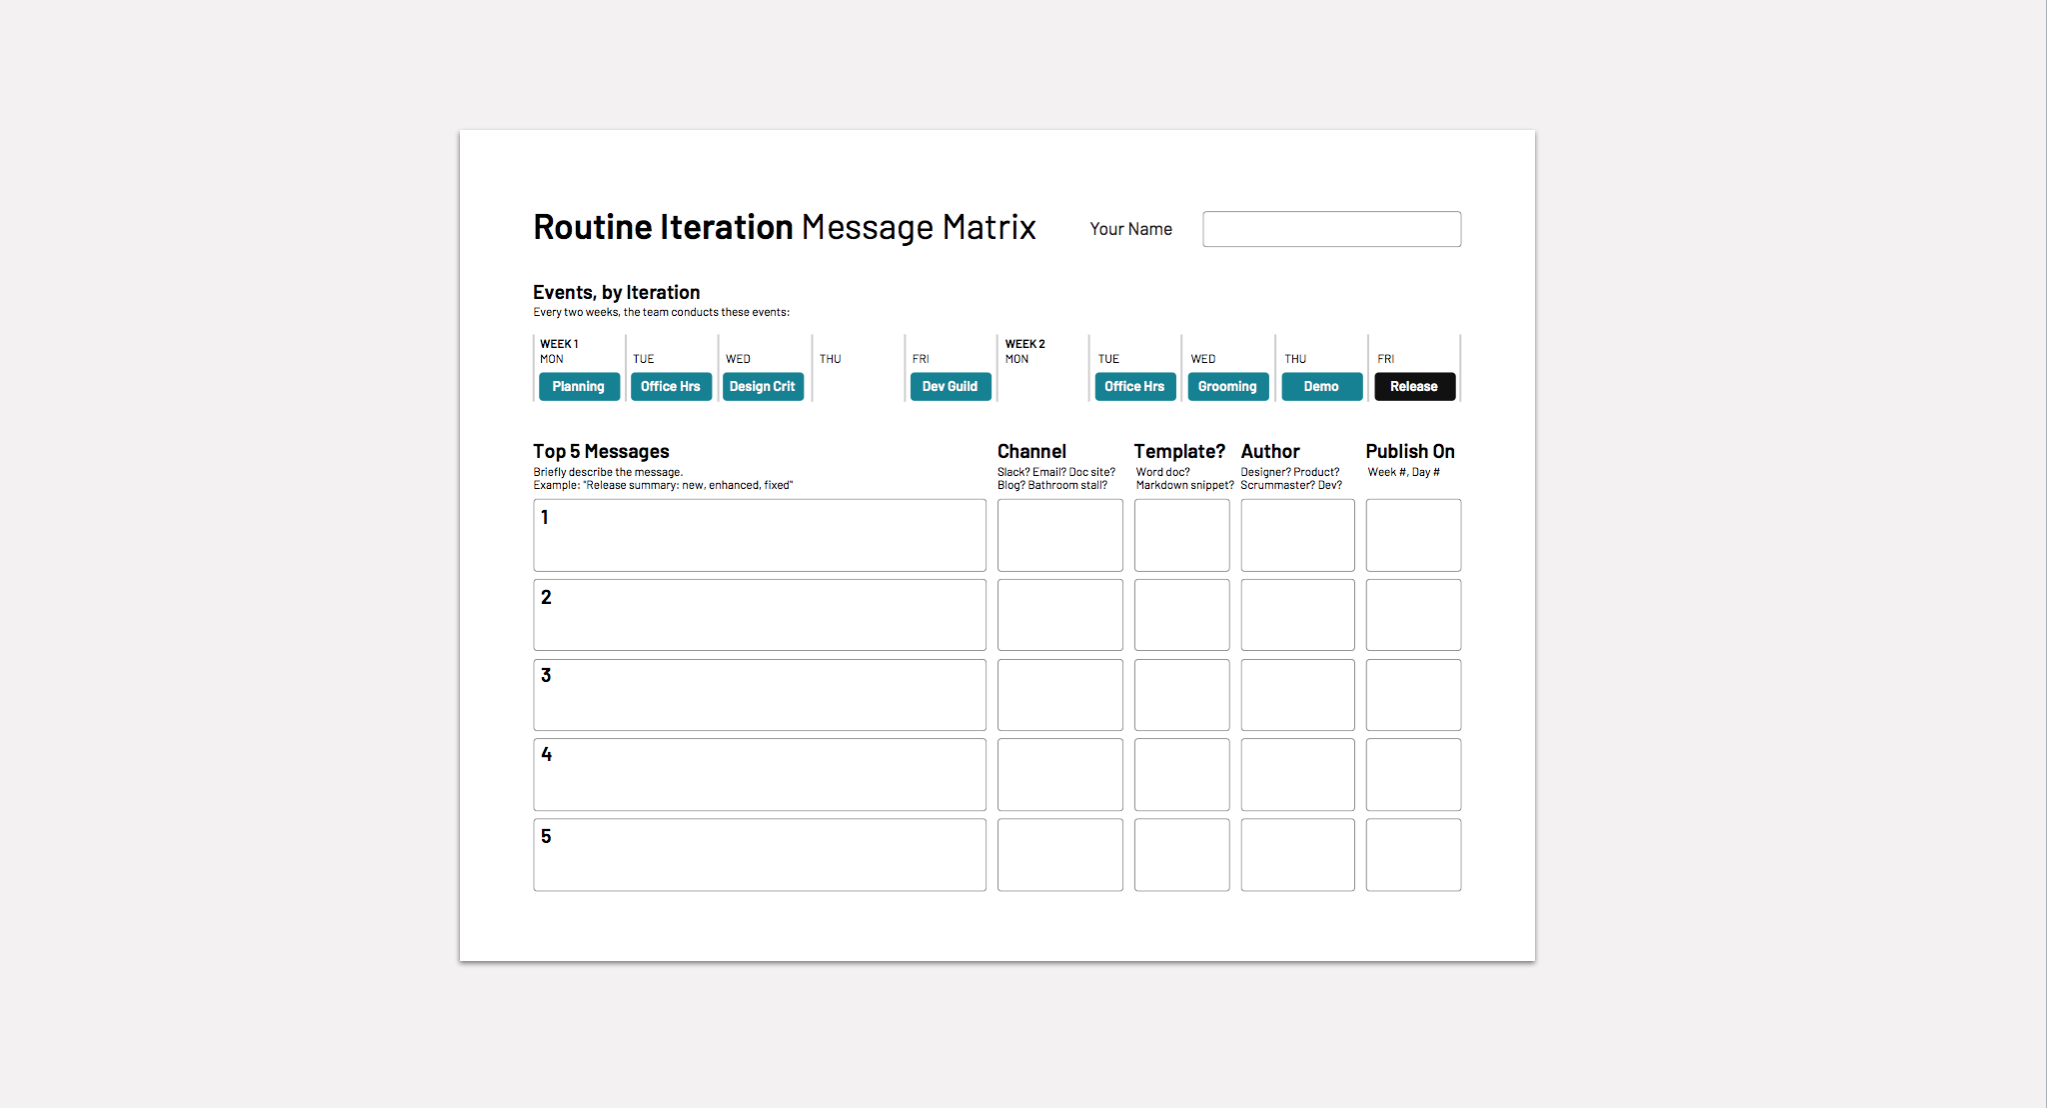 Routine Iteration Message Matrix
Your Name
Events, by Iteration
Every two weeks, the team conducts these events:
WEEK 1
MON
TUE
WED
THU
FRI
WEEK 2
MON
TUE
WED
THU
FRI
Planning
Office Hrs
Design Crit
Dev Guild
Office Hrs
Grooming
Demo
Release
Top 5 Messages
Briefly describe the message.
Example: "Release summary: new, enhanced, fixed"
Channel
Slack? Email? Doc site?
Blog? Bathroom stall?
Template?
Word doc?
Markdown snippet?
Author
Designer? Product?
Scrummaster? Dev?
Publish On
Week #, Day #
1
2
3
4
5